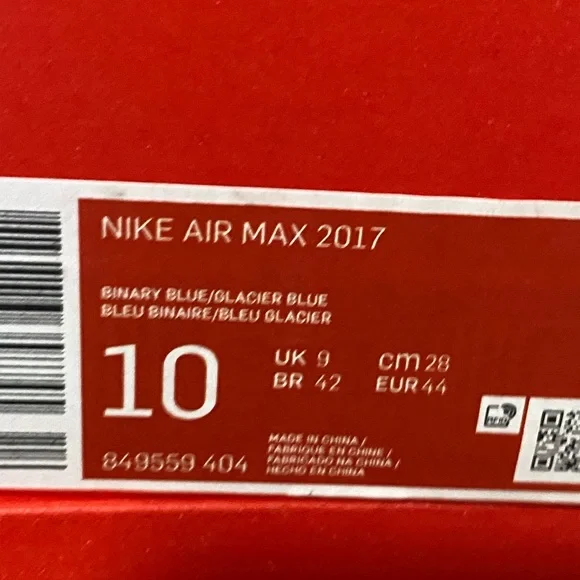 NIKE AIR MAX 2017
BINARY BLUE/GLACIER BLUE
BLEU BINAIRE/BLEU GLACIER
10
UK 9 cm 28
BR 42 EUR 44
849559 404
MADE IN CHINA /
FABRIQUE EN CHINE /
FABRICADO NA CHINA /
HECHO EN CHINA
RFID